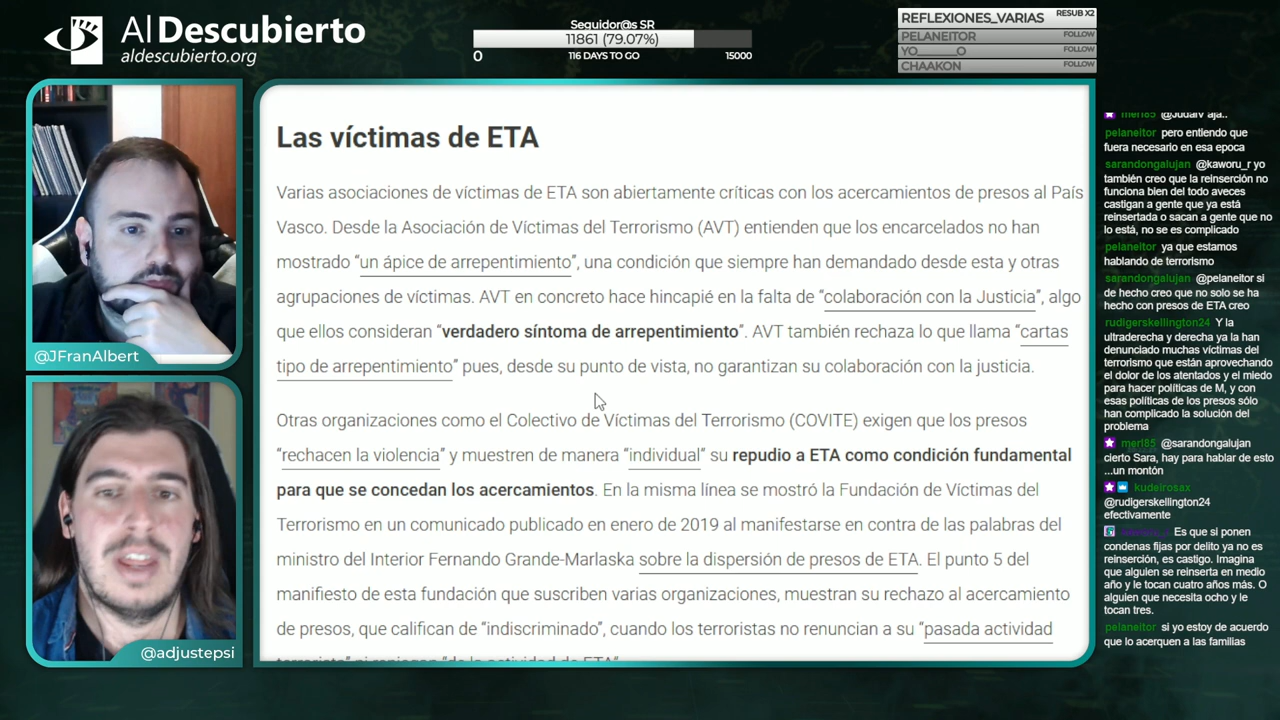 Al Descubierto
aldescubierto.org
Seguidor@s SR
11861 (79.07%)
0
116 DAYS TO GO
15000
REFLEXIONES_VARIAS RESUB X2
PELANEITOR FOLLOW
YO_____O FOLLOW
CHAAKON FOLLOW
@JFranAlbert
@adjustepsi
Las víctimas de ETA
Varias asociaciones de víctimas de ETA son abiertamente críticas con los acercamientos de presos al País
Vasco. Desde la Asociación de Víctimas del Terrorismo (AVT) entienden que los encarcelados no han
mostrado “un ápice de arrepentimiento”, una condición que siempre han demandado desde esta y otras
agrupaciones de víctimas. AVT en concreto hace hincapié en la falta de “colaboración con la Justicia”, algo
que ellos consideran “verdadero síntoma de arrepentimiento”. AVT también rechaza lo que llama “cartas
tipo de arrepentimiento” pues, desde su punto de vista, no garantizan su colaboración con la justicia.
Otras organizaciones como el Colectivo de Víctimas del Terrorismo (COVITE) exigen que los presos
“rechacen la violencia” y muestren de manera “individual” su repudio a ETA como condición fundamental
para que se concedan los acercamientos. En la misma línea se mostró la Fundación de Víctimas del
Terrorismo en un comunicado publicado en enero de 2019 al manifestarse en contra de las palabras del
ministro del Interior Fernando Grande-Marlaska sobre la dispersión de presos de ETA. El punto 5 del
manifiesto de esta fundación que suscriben varias organizaciones, muestran su rechazo al acercamiento
de presos, que califican de “indiscriminado”, cuando los terroristas no renuncian a su “pasada actividad
terrorista” ni reniegan “de la actividad de ETA”
merl85 @Judalv aja..
pelaneitor pero entiendo que
fuera necesario en esa epoca
sarandongalujan @kaworu_r yo
también creo que la reinserción no
funciona bien del todo aveces
castigan a gente que ya está
reinsertada o sacan a gente que no
lo está, no se es complicado
pelaneitor ya que estamos
hablando de terrorismo
sarandongalujan @pelaneitor si
de hecho creo que no solo se ha
hecho con presos de ETA creo
rudigerskellington24 Y la
ultraderecha y derecha ya la han
denunciado muchas víctimas del
terrorismo que están aprovechando
el dolor de los atentados y el miedo
para hacer políticas de M, y con
esas políticas de los presos sólo
han complicado la solución del
problema
merl85 @sarandongalujan
cierto Sara, hay para hablar de esto
...un montón
kudelrosax
@rudigerskellington24
efectivamente
Es que si ponen
condenas fijas por delito ya no es
reinserción, es castigo. Imagina
que alguien se reinserta en medio
año y le tocan cuatro años más. O
alguien que necesita ocho y le
tocan tres.
pelaneitor si yo estoy de acuerdo
que lo acerquen a las familias